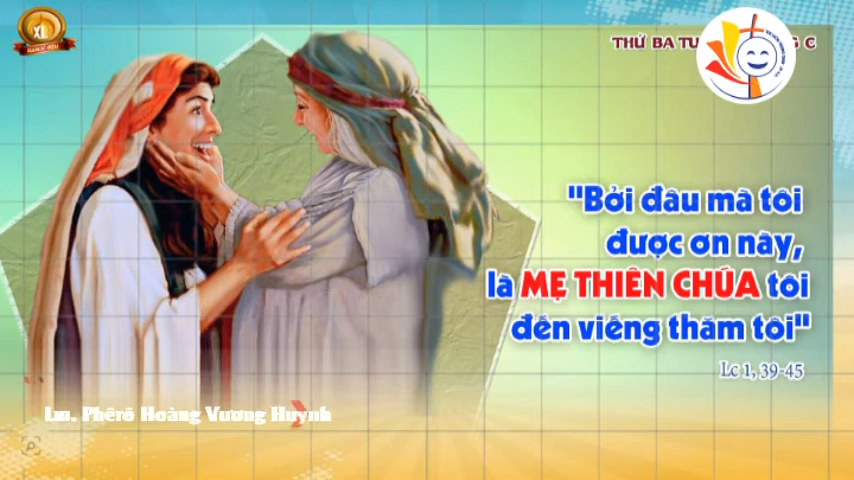 THỨ BA TU
G C
"Bởi đâu mà tôi
được ơn này,
là MẸ THIÊN CHÚA tôi
đến viếng thăm tôi"
Lc 1, 39-45
Lm. Phêrô Hoàng Vương Huynh